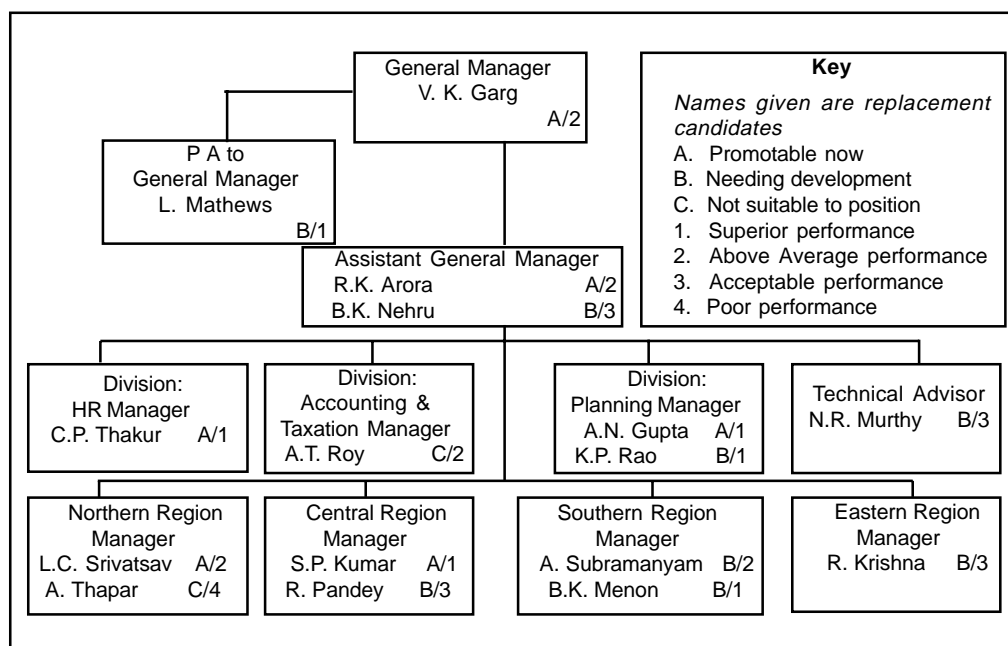 General Manager
V. K. Garg
A/2
P A to
General Manager
L. Mathews
B/1
Key
Names given are replacement
candidates
A. Promotable now
B. Needing development
C. Not suitable to position
1. Superior performance
2. Above Average performance
3. Acceptable performance
4. Poor performance
Assistant General Manager
R.K. Arora A/2
B.K. Nehru B/3
Division:
HR Manager
C.P. Thakur A/1
Division:
Accounting &
Taxation Manager
A.T. Roy C/2
Division:
Planning Manager
A.N. Gupta A/1
K.P. Rao B/1
Technical Advisor
N.R. Murthy B/3
Northern Region
Manager
L.C. Srivatsav A/2
A. Thapar C/4
Central Region
Manager
S.P. Kumar A/1
R. Pandey B/3
Southern Region
Manager
A. Subramanyam B/2
B.K. Menon B/1
Eastern Region
Manager
R. Krishna B/3